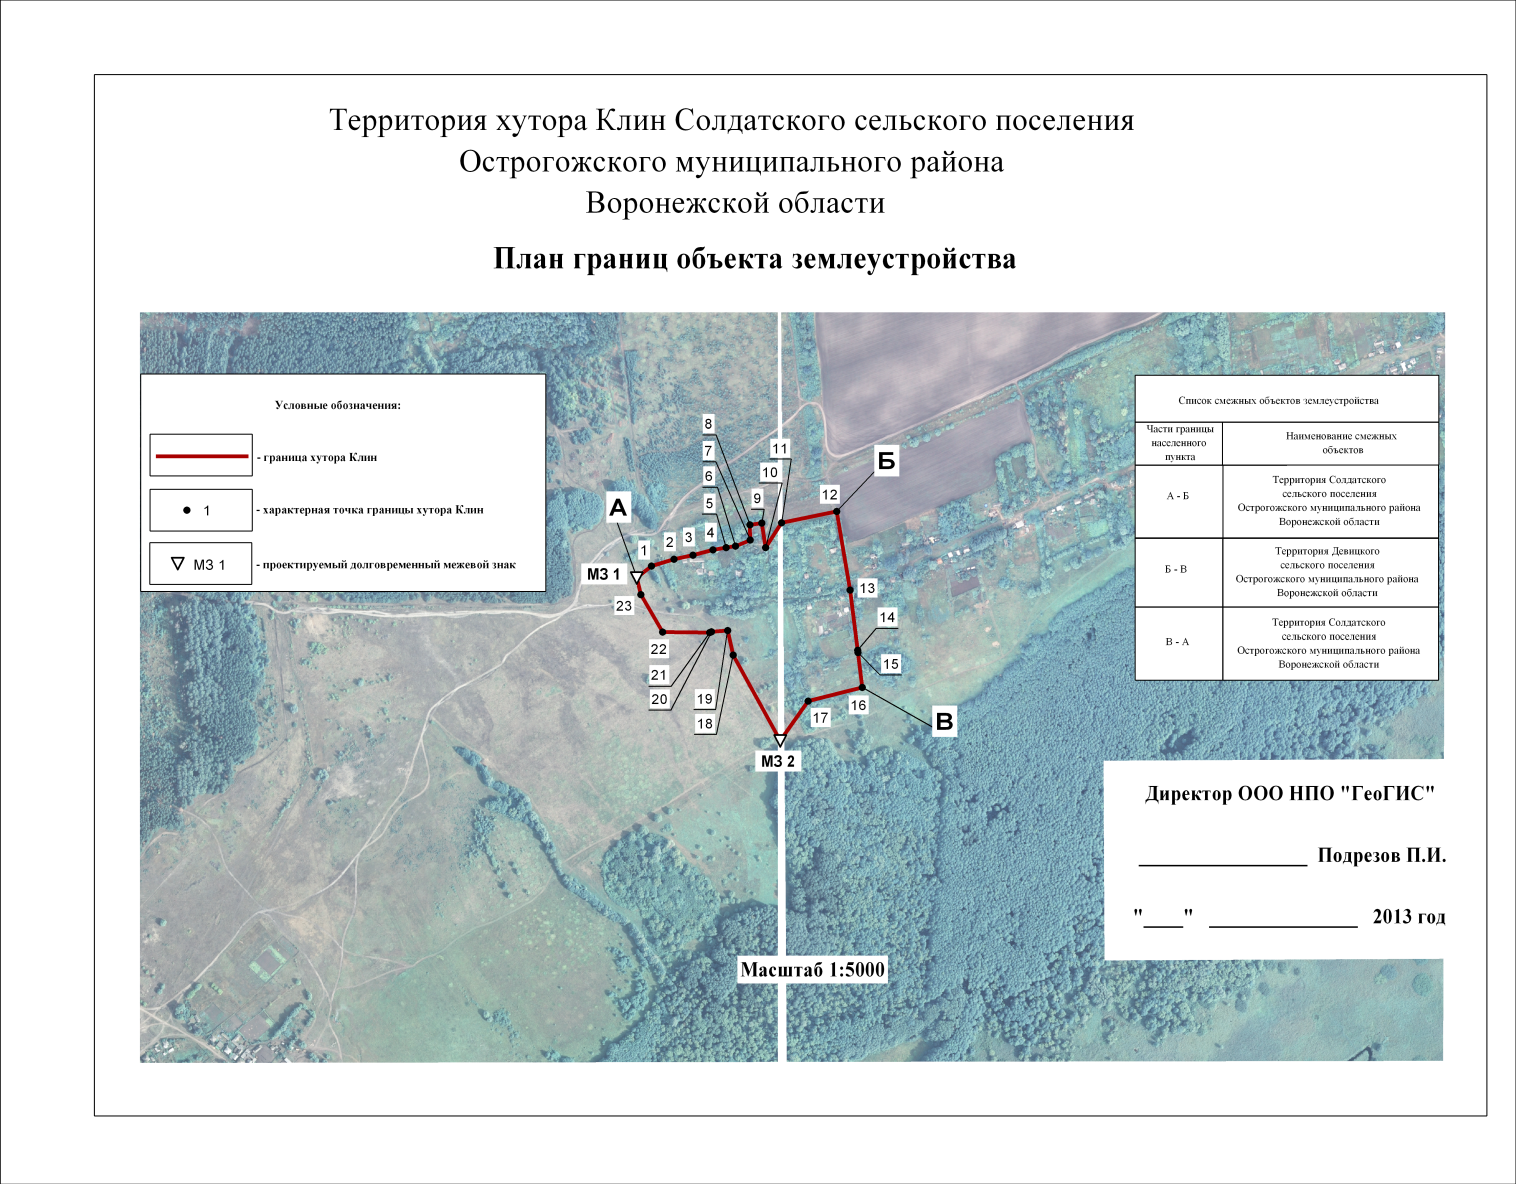 Территория хутора Клин Солдатского сельского поселения
Острогожского муниципального района
Воронежской области
План границ объекта землеустройства
Условные обозначения:
- граница хутора Клин
1
- характерная точка границы хутора Клин
МЗ 1
- проектируемый долговременный межевой знак
8
7
6
5
11
10
9
12
Б
А
1
2
3
4
МЗ 1
23
22
21
20
19
18
13
14
15
16
17
В
МЗ 2
Список смежных объектов землеустройства
Части границы
населенного
пункта
Наименование смежных
объектов
А - Б
Территория Солдатского
сельского поселения
Острогожского муниципального района
Воронежской области
Б - В
Территория Девицкого
сельского поселения
Острогожского муниципального района
Воронежской области
В - А
Территория Солдатского
сельского поселения
Острогожского муниципального района
Воронежской области
Директор ООО НПО "ГеоГИС"
________________ Подрезов П.И.
"____" ______________ 2013 год
Масштаб 1:5000